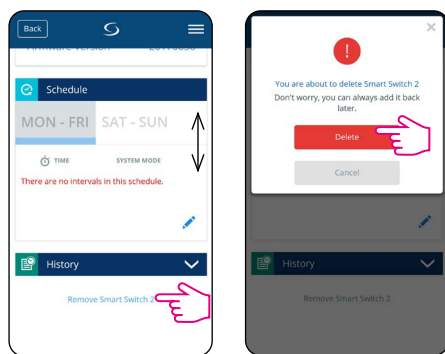 Back
Firmware version 20170830
Schedule
MON - FRI SAT - SUN
TIME SYSTEM MODE
There are no intervals in this schedule.
History
Remove Smart Switch 2
You are about to delete Smart Switch 2
Don't worry, you can always add it back
later.
Delete
Cancel
History
Remove Smart Switch 2